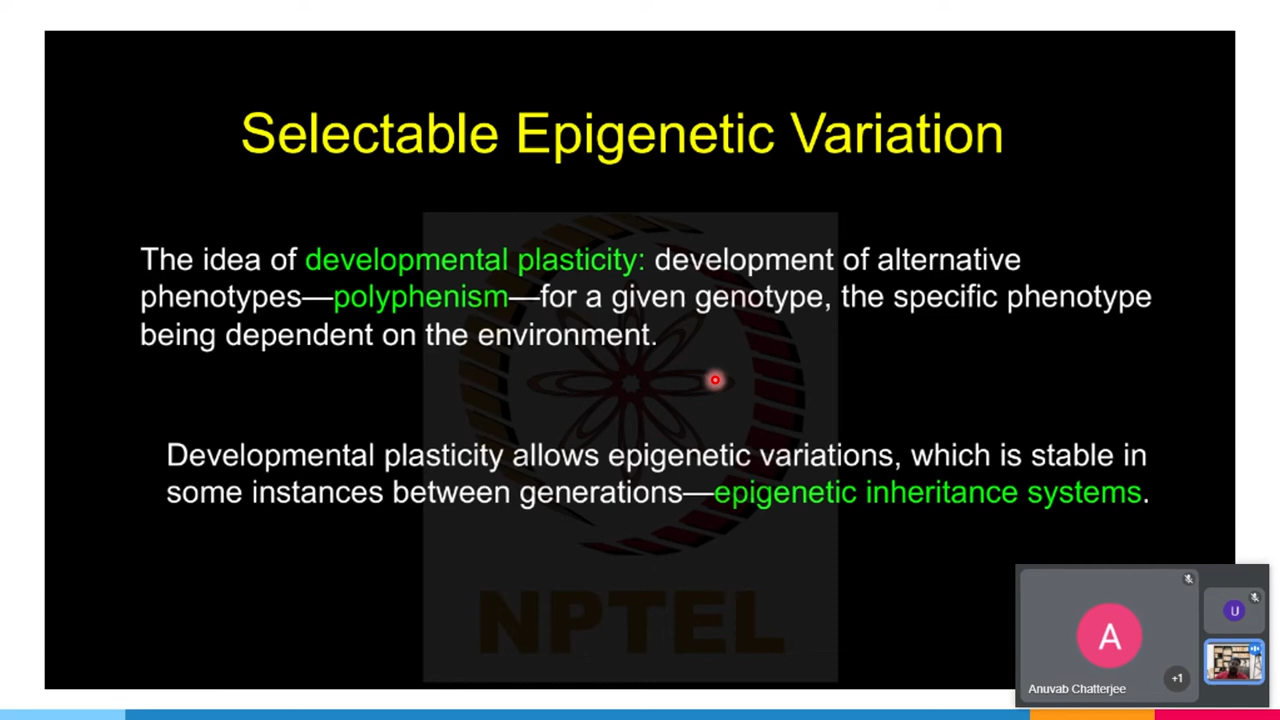 Selectable Epigenetic Variation
The idea of developmental plasticity: development of alternative
phenotypes—polyphenism—for a given genotype, the specific phenotype
being dependent on the environment.
Developmental plasticity allows epigenetic variations, which is stable in
some instances between generations—epigenetic inheritance systems.
NPTEL
A
U
+1
Anuvab Chatterjee